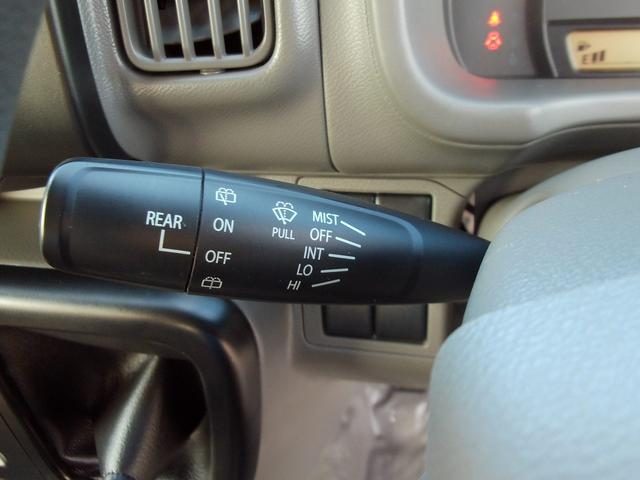 REAR
ON
OFF
PULL
MIST
OFF
INT
LO
HI
E